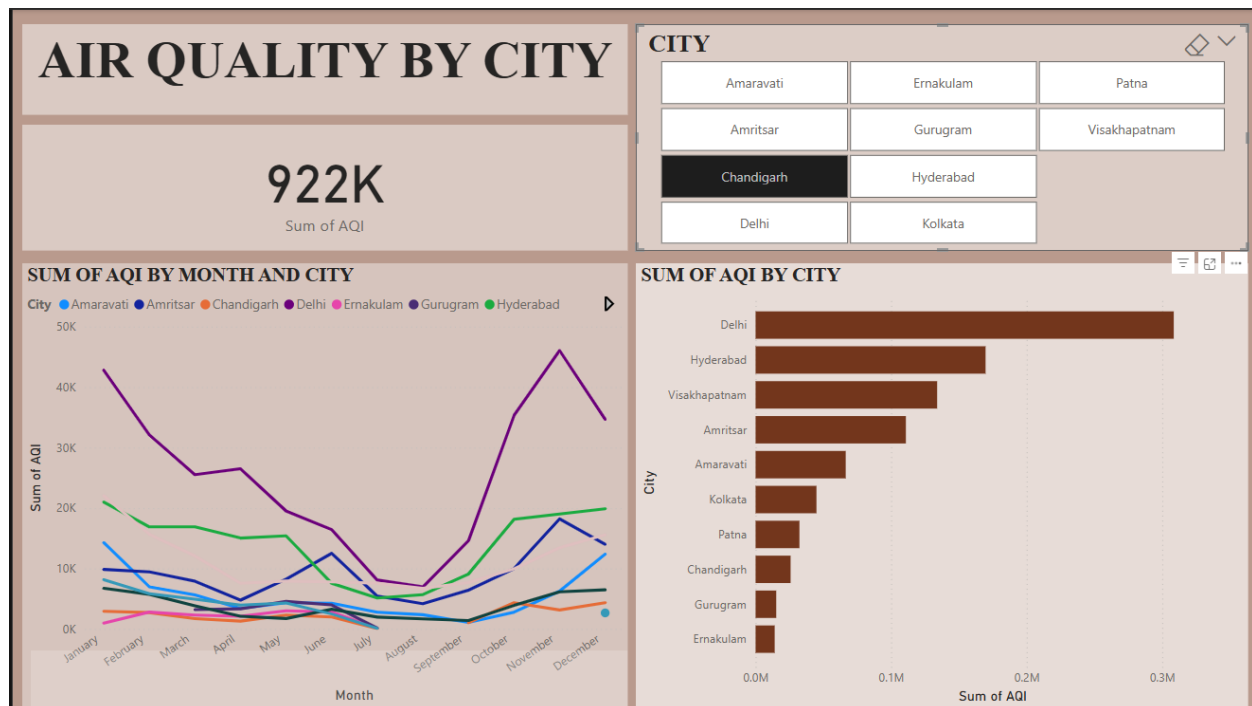 AIR QUALITY BY CITY
922K
Sum of AQI
CITY
Amaravati Ernakulam Patna
Amritsar Gurugram Visakhapatnam
Chandigarh Hyderabad
Delhi Kolkata
SUM OF AQI BY MONTH AND CITY
City Amaravati Amritsar Chandigarh Delhi Ernakulam Gurugram Hyderabad
50K
40K
30K
20K
10K
0K
Sum of AQI
January February March April May June July August September October November December
Month
SUM OF AQI BY CITY
City
Delhi
Hyderabad
Visakhapatnam
Amritsar
Amaravati
Kolkata
Patna
Chandigarh
Gurugram
Ernakulam
0.0M 0.1M 0.2M 0.3M
Sum of AQI